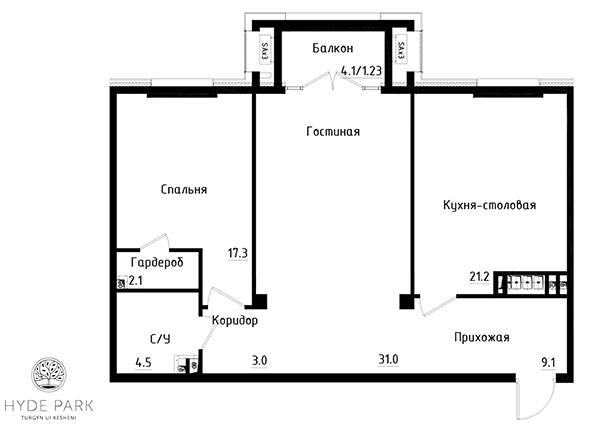 Балкон
4.1/1.23
SAx3
SAx3
Гостиная
Спальня
Кухня-столовая
17.3
Гардероб
2.1
21.2
Коридор
С/У
4.5
3.0
31.0
Прихожая
9.1
HYDE PARK
TURGYN UI KESHENI